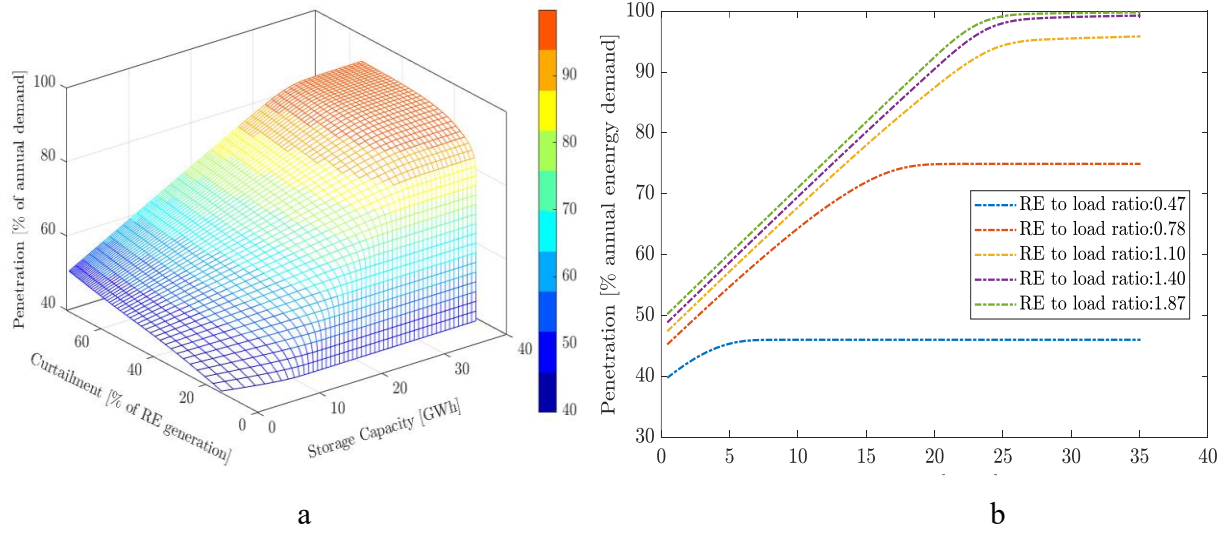 100
80
60
40
Penetration [% of annual demand]
60
40
20
0
Curtailment [% of RE generation]
0
10
20
30
40
Storage Capacity [GWh]
90
80
70
60
50
40
a
100
90
80
70
60
50
40
30
Penetration [% annual enenrgy demand]
0 5 10 15 20 25 30 35 40
RE to load ratio:0.47
RE to load ratio:0.78
RE to load ratio:1.10
RE to load ratio:1.40
RE to load ratio:1.87
b